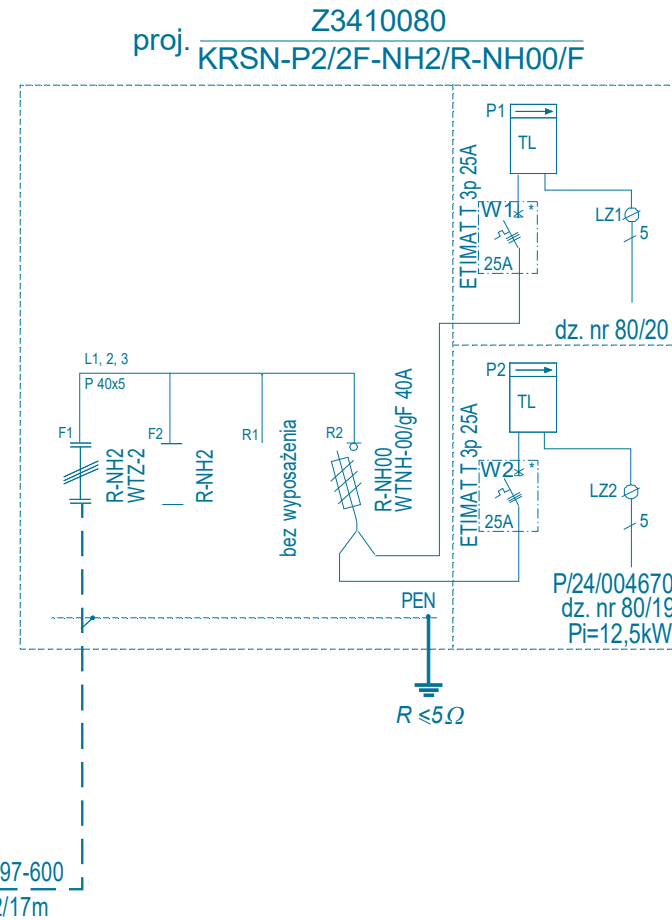 proj. Z3410080
KRSN-P2/2F-NH2/R-NH00/F
P1
TL
ETIMAT T 3p 25A
W1 *
25A
LZ1
5
dz. nr 80/20
L1, 2, 3
P 40x5
F1
R-NH2
WTZ-2
F2
R-NH2
R1
bez wyposażenia
R2
R-NH00
WTNH-00/gF 40A
P2
TL
ETIMAT T 3p 25A
W2 *
25A
LZ2
5
P/24/004670
dz. nr 80/19
Pi=12,5kW
PEN
R ≤5Ω
97-600
2/17m